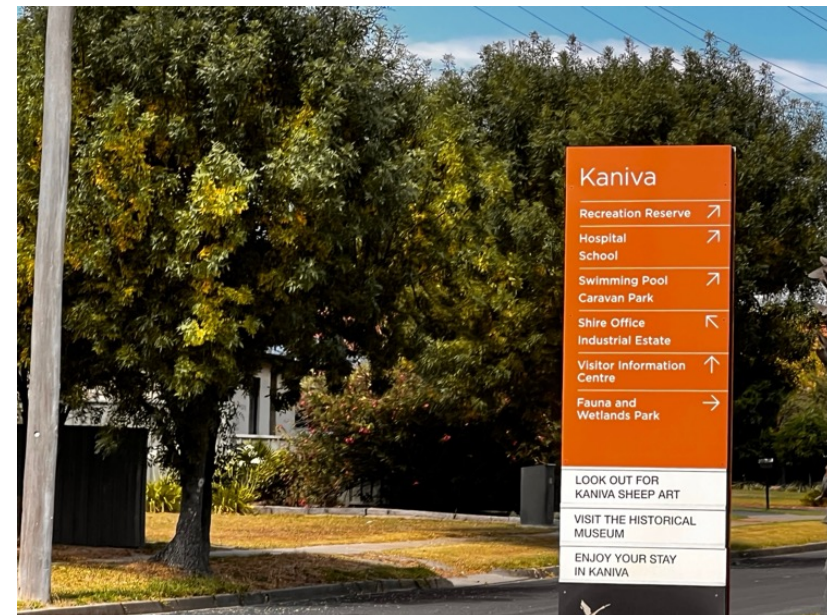 Kaniva
Recreation Reserve
Hospital
School
Swimming Pool
Caravan Park
Shire Office
Industrial Estate
Visitor Information
Centre
Fauna and
Wetlands Park
LOOK OUT FOR
KANIVA SHEEP ART
VISIT THE HISTORICAL
MUSEUM
ENJOY YOUR STAY
IN KANIVA